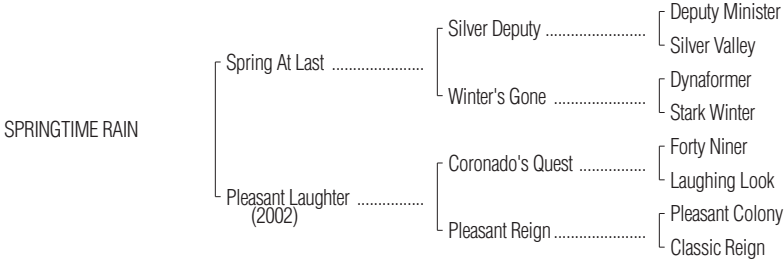 Deputy Minister
Silver Deputy ........................
Silver Valley
Spring At Last ......................
Dynaformer
Winter's Gone ......................
Stark Winter
SPRINGTIME RAIN
Forty Niner
Coronado's Quest ................
Laughing Look
Pleasant Laughter ................
(2002)
Pleasant Colony
Pleasant Reign ......................
Classic Reign